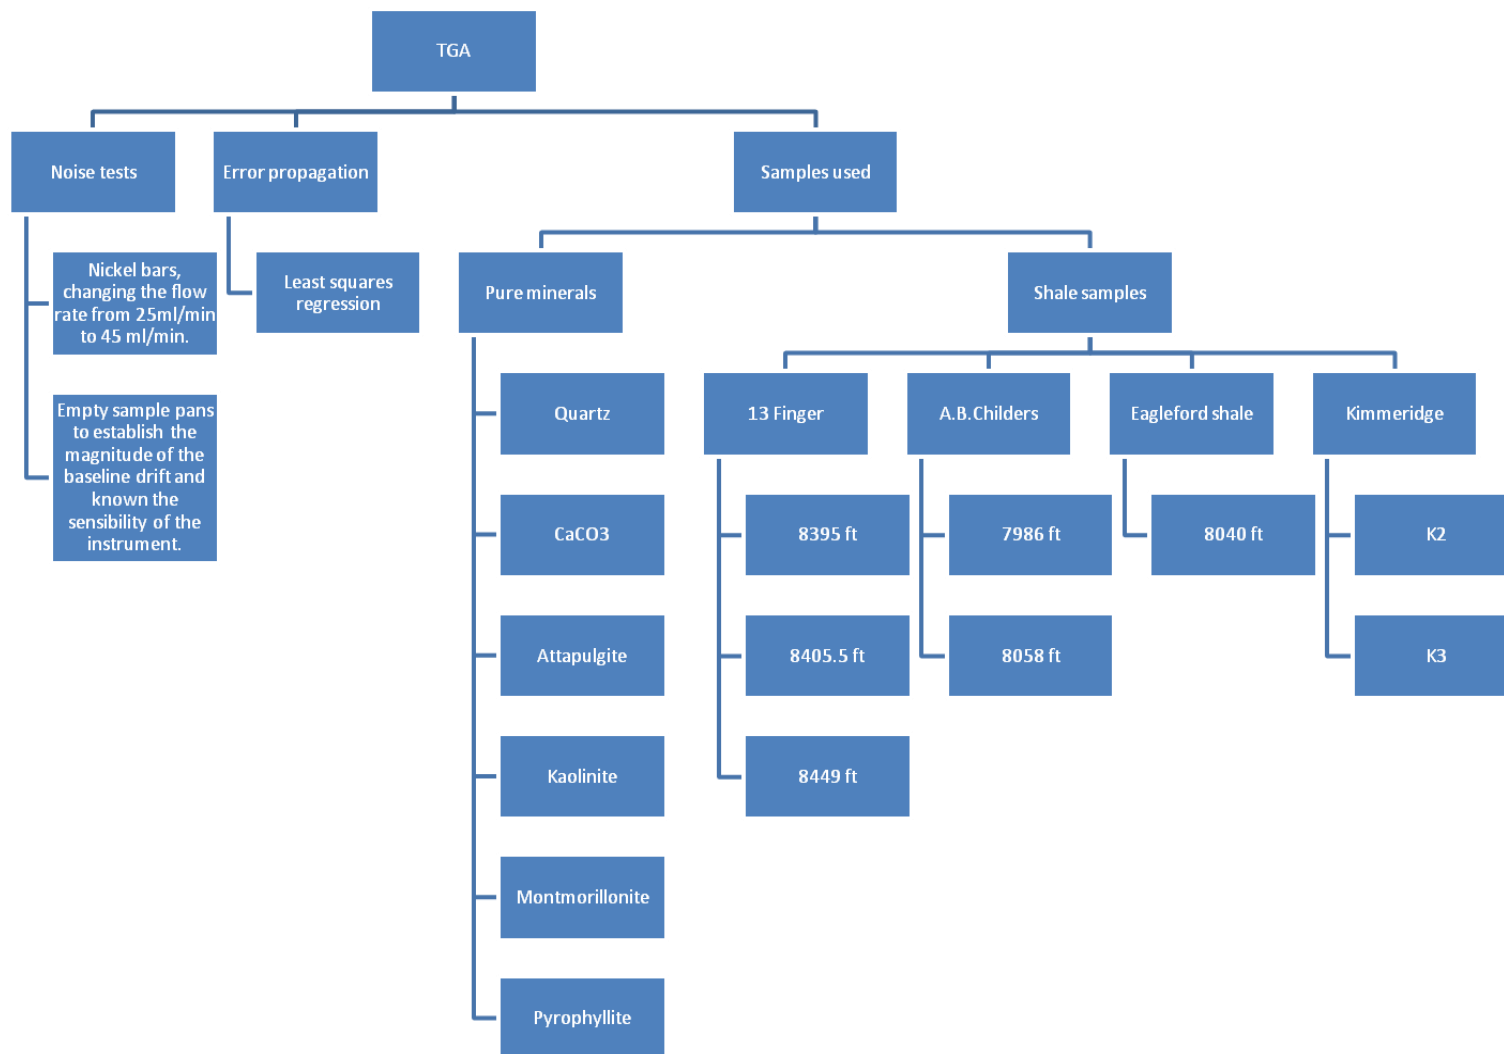 TGA
Noise tests
Error propagation
Samples used
Nickel bars,
changing the flow
rate from 25ml/min
to 45 ml/min.
Least squares
regression
Pure minerals
Shale samples
Quartz
13 Finger
A.B.Childers
Eagleford shale
Kimmeridge
Empty sample pans
to establish the
magnitude of the
baseline drift and
known the
sensibility of the
instrument.
CaCO3
8395 ft
7986 ft
8040 ft
K2
Attapulgite
8405.5 ft
8058 ft
K3
Kaolinite
8449 ft
Montmorillonite
Pyrophyllite